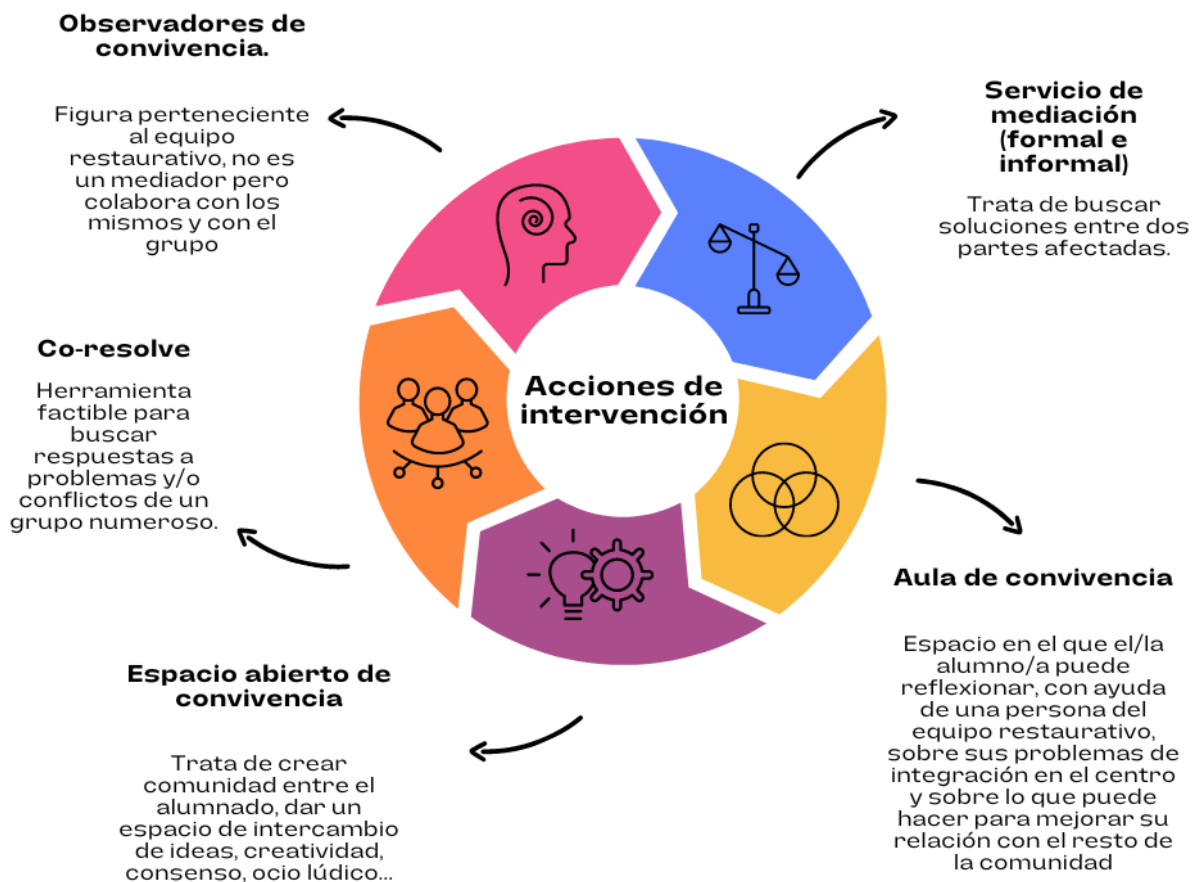 Observadores de
convivencia.
Figura perteneciente
al equipo
restaurativo, no es
un mediador pero
colabora con los
mismos y con el
grupo
Servicio de
mediación
(formal e
informal)
Trata de buscar
soluciones entre dos
partes afectadas.
Co-resolve
Herramienta
factible para
buscar
respuestas a
problemas y/o
conflictos de un
grupo numeroso.
Acciones de
intervención
Aula de convivencia
Espacio en el que el/la
alumno/a puede
reflexionar, con ayuda
de una persona del
equipo restaurativo,
sobre sus problemas de
integración en el centro
y sobre lo que puede
hacer para mejorar su
relación con el resto de
la comunidad
Espacio abierto de
convivencia
Trata de crear
comunidad entre el
alumnado, dar un
espacio de intercambio
de ideas, creatividad,
consenso, ocio lúdico...